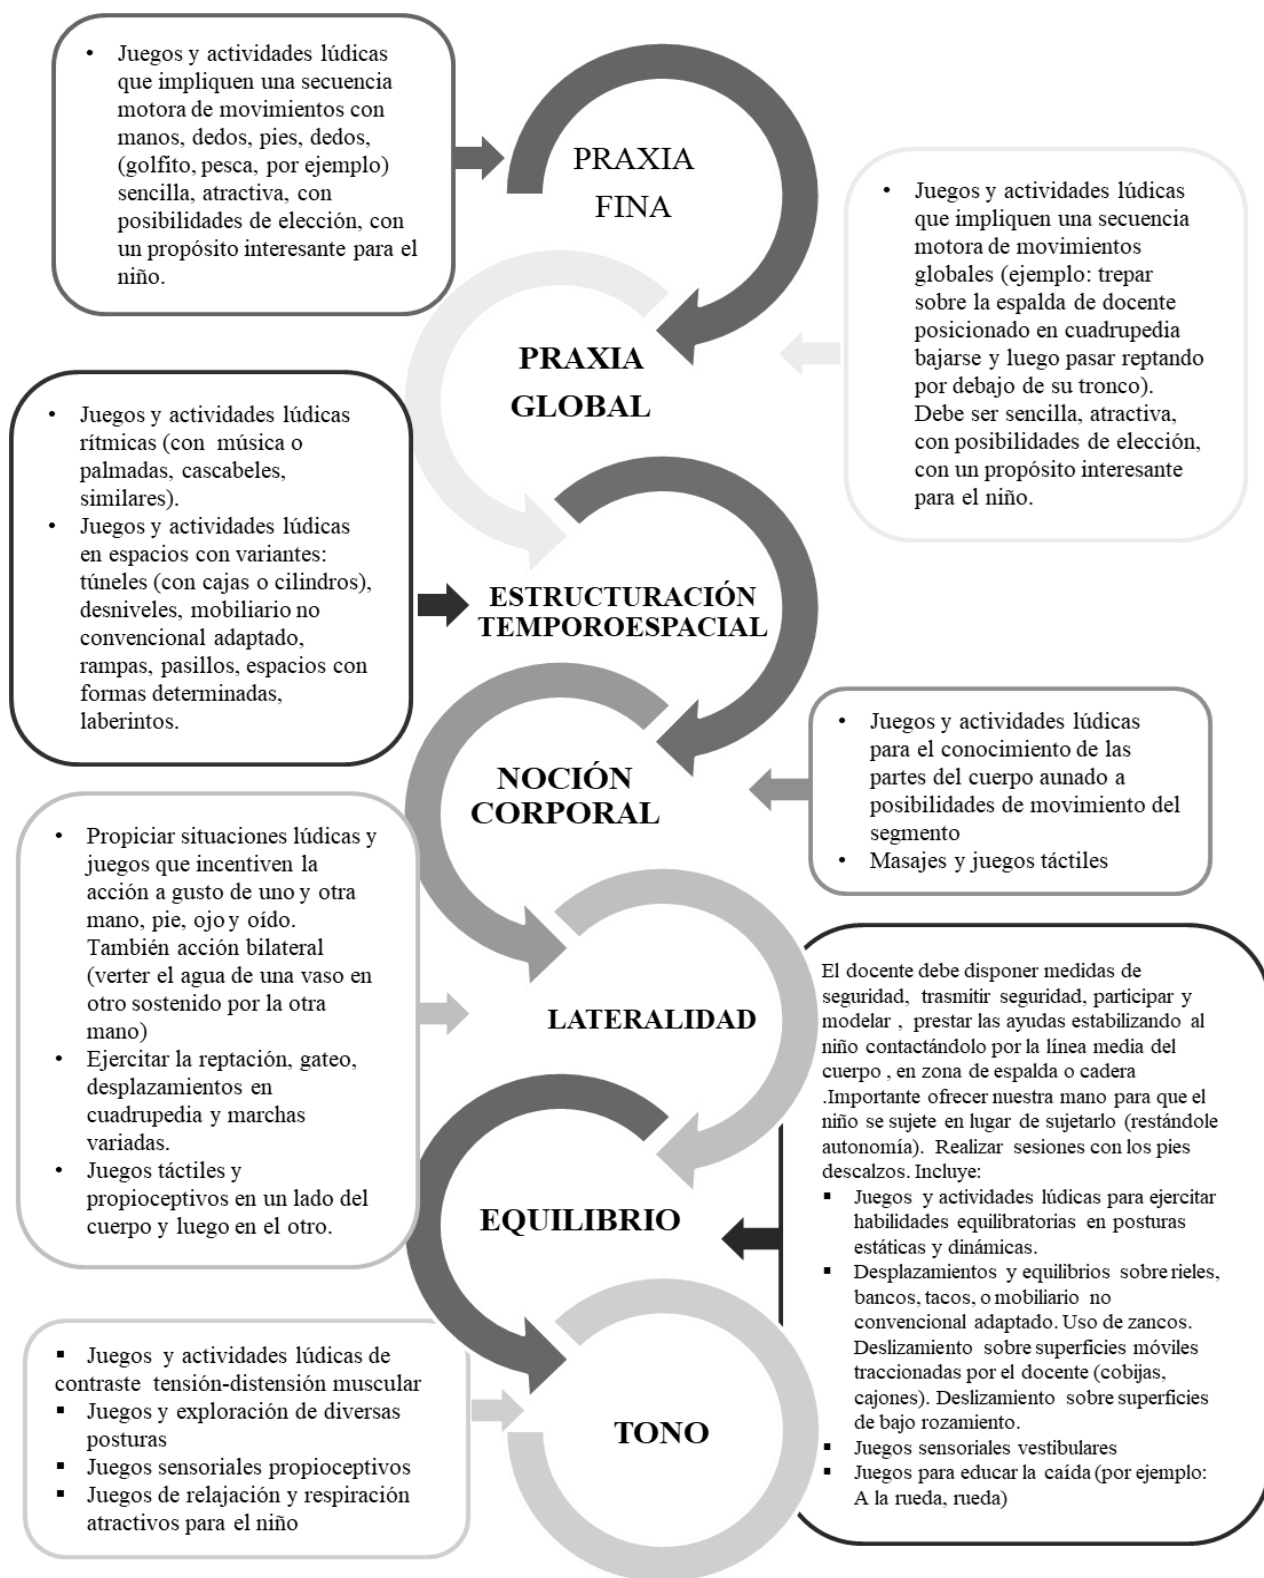 • Juegos y actividades lúdicas
que impliquen una secuencia
motora de movimientos con
manos, dedos, pies, dedos,
(golfito, pesca, por ejemplo)
sencilla, atractiva, con
posibilidades de elección, con
un propósito interesante para el
niño.
PRAXIA
FINA
• Juegos y actividades lúdicas
que impliquen una secuencia
motora de movimientos
globales (ejemplo: trepar
sobre la espalda de docente
posicionado en cuadrupedia
bajarse y luego pasar reptando
por debajo de su tronco).
Debe ser sencilla, atractiva,
con posibilidades de elección,
con un propósito interesante
para el niño.
PRAXIA
GLOBAL
• Juegos y actividades lúdicas
rítmicas (con música o
palmadas, cascabeles,
similares).
• Juegos y actividades lúdicas
en espacios con variantes:
túneles (con cajas o cilindros),
desniveles, mobiliario no
convencional adaptado,
rampas, pasillos, espacios con
formas determinadas,
laberintos.
ESTRUCTURACIÓN
TEMPOROESPACIAL
• Juegos y actividades lúdicas
para el conocimiento de las
partes del cuerpo aunado a
posibilidades de movimiento del
segmento
• Masajes y juegos táctiles
NOCIÓN
CORPORAL
• Propiciar situaciones lúdicas y
juegos que incentiven la
acción a gusto de uno y otra
mano, pie, ojo y oído.
También acción bilateral
(verter el agua de una vaso en
otro sostenido por la otra
mano)
• Ejercitar la reptación, gateo,
desplazamientos en
cuadrupedia y marchas
variadas.
• Juegos táctiles y
propioceptivos en un lado del
cuerpo y luego en el otro.
LATERALIDAD
El docente debe disponer medidas de
seguridad, trasmitir seguridad, participar y
modelar , prestar las ayudas estabilizando al
niño contactándolo por la línea media del
cuerpo , en zona de espalda o cadera
.Importante ofrecer nuestra mano para que el
niño se sujete en lugar de sujetarlo (restándole
autonomía). Realizar sesiones con los pies
descalzos. Incluye:
▪ Juegos y actividades lúdicas para ejercitar
habilidades equilibratorias en posturas
estáticas y dinámicas.
▪ Desplazamientos y equilibrios sobre rieles,
bancos, tacos, o mobiliario no
convencional adaptado. Uso de zancos.
Deslizamiento sobre superficies móviles
traccionadas por el docente (cobijas,
cajones). Deslizamiento sobre superficies
de bajo rozamiento.
▪ Juegos sensoriales vestibulares
▪ Juegos para educar la caída (por ejemplo:
A la rueda, rueda)
EQUILIBRIO
▪ Juegos y actividades lúdicas de
contraste tensión-distensión muscular
▪ Juegos y exploración de diversas
posturas
▪ Juegos sensoriales propioceptivos
▪ Juegos de relajación y respiración
atractivos para el niño
TONO